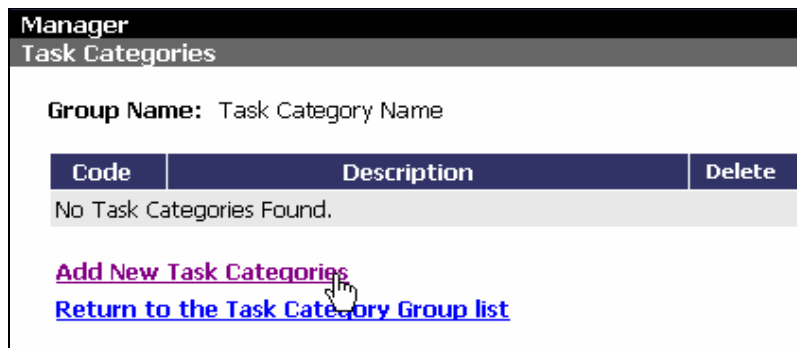 Manager
Task Categories
Group Name: Task Category Name
Code Description Delete
No Task Categories Found.
Add New Task Categories
Return to the Task Category Group list